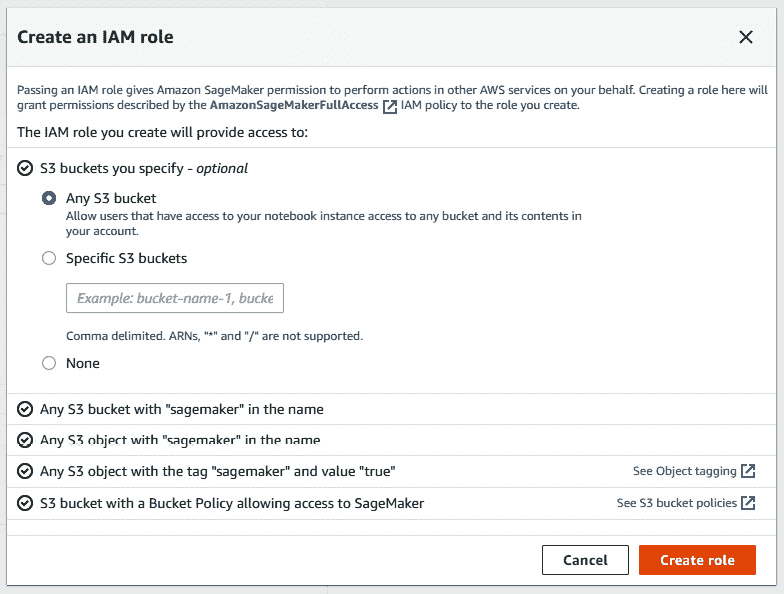 Create an IAM role
Passing an IAM role gives Amazon SageMaker permission to perform actions in other AWS services on your behalf. Creating a role here will
grant permissions described by the AmazonSageMakerFullAccess IAM policy to the role you create.
The IAM role you create will provide access to:
S3 buckets you specify - optional
Any S3 bucket
Allow users that have access to your notebook instance access to any bucket and its contents in
your account.
Specific S3 buckets
Example: bucket-name-1, bucke
Comma delimited. ARNs, "*" and "/" are not supported.
None
Any S3 bucket with "sagemaker" in the name
Any S3 object with "sagemaker" in the name
Any S3 object with the tag "sagemaker" and value "true" See Object tagging
S3 bucket with a Bucket Policy allowing access to SageMaker See S3 bucket policies
Cancel Create role